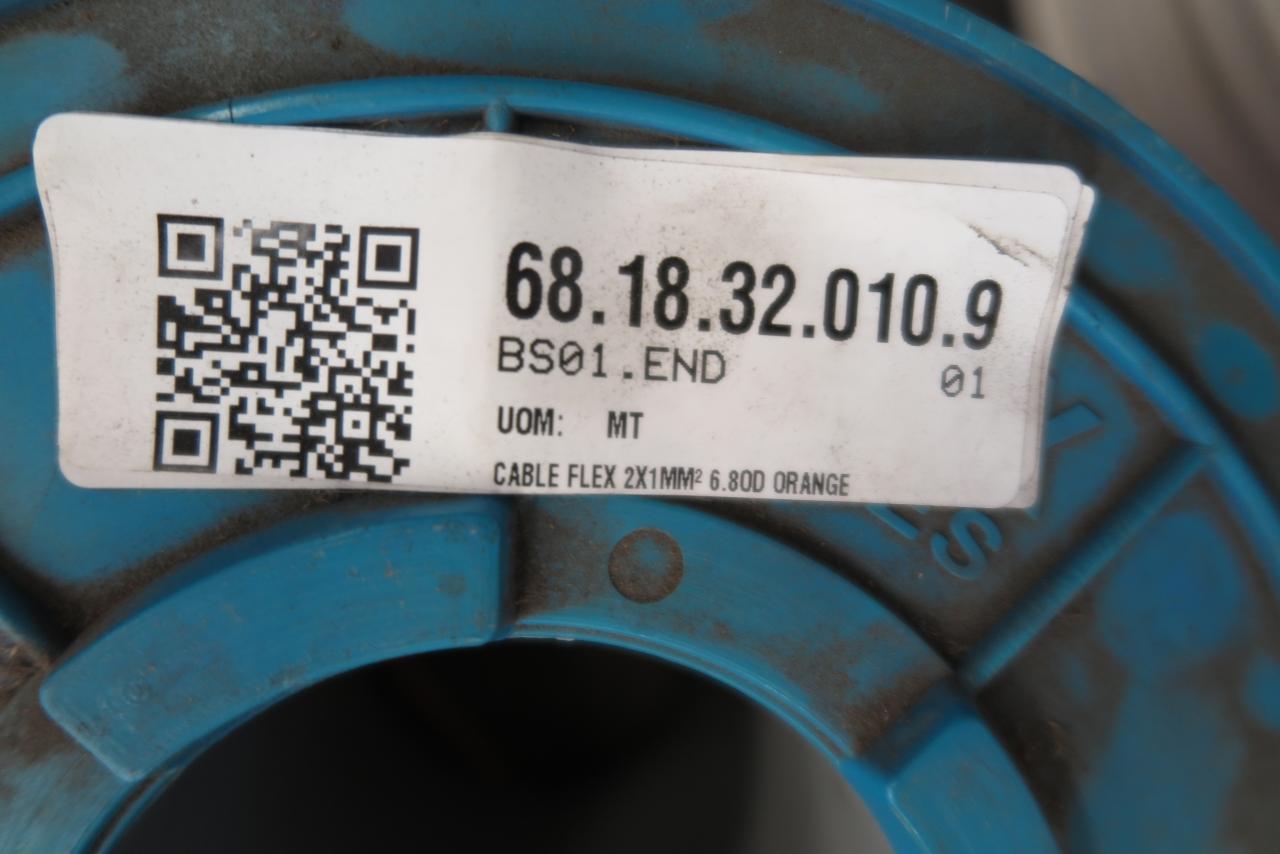 68.18.32.010.9
BS01.END 01
UOM: MT
CABLE FLEX 2X1MM² 6.8OD ORANGE